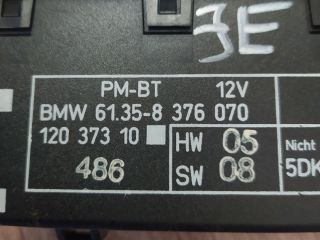 JE
PM-BT 12V
BMW 61.35-8 376 070
120 373 10 HW 05 Nicht
486 SW 08 5DK